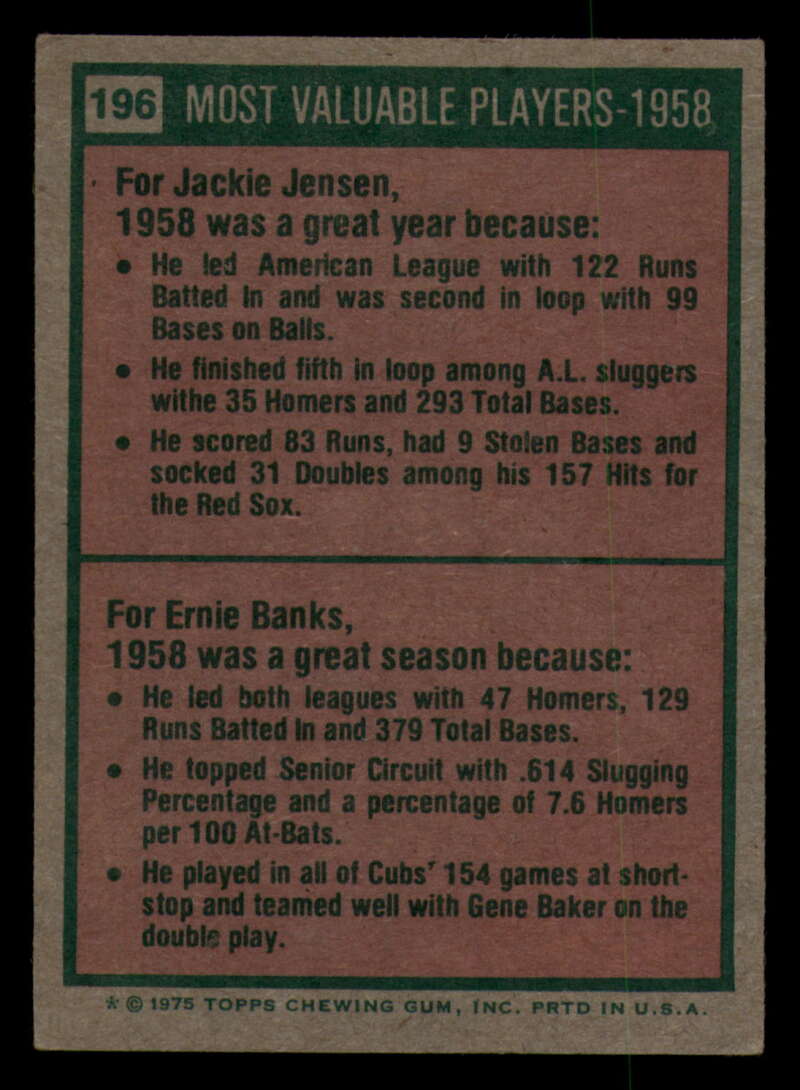 196 MOST VALUABLE PLAYERS-1958
For Jackie Jensen,
1958 was a great year because:
• He led American League with 122 Runs
Batted In and was second in loop with 99
Bases on Balls.
• He finished fifth in loop among A.L. sluggers
withe 35 Homers and 293 Total Bases.
• He scored 83 Runs, had 9 Stolen Bases and
socked 31 Doubles among his 157 Hits for
the Red Sox.
For Ernie Banks,
1958 was a great season because:
• He led both leagues with 47 Homers, 129
Runs Batted In and 379 Total Bases.
• He topped Senior Circuit with .614 Slugging
Percentage and a percentage of 7.6 Homers
per 100 At-Bats.
• He played in all of Cubs' 154 games at short-
stop and teamed well with Gene Baker on the
double play.
* © 1975 TOPPS CHEWING GUM, INC. PRTD IN U.S.A.